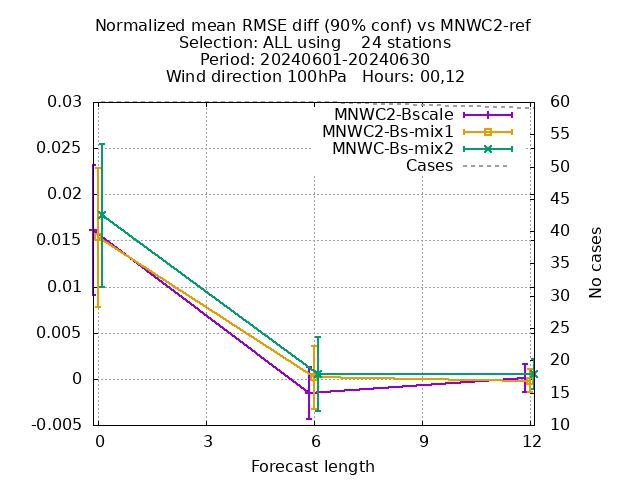 Normalized mean RMSE diff (90% conf) vs MNWC2-ref
Selection: ALL using    24 stations
Period: 20240601-20240630
Wind direction 100hPa   Hours: 00,12
0.03
0.025
0.02
0.015
0.01
0.005
0
-0.005
60
55
50
45
40
35
30
25
20
15
10
MNWC2-Bscale
MNWC2-Bs-mix1
MNWC-Bs-mix2
Cases
No cases
0 3 6 9 12
Forecast length